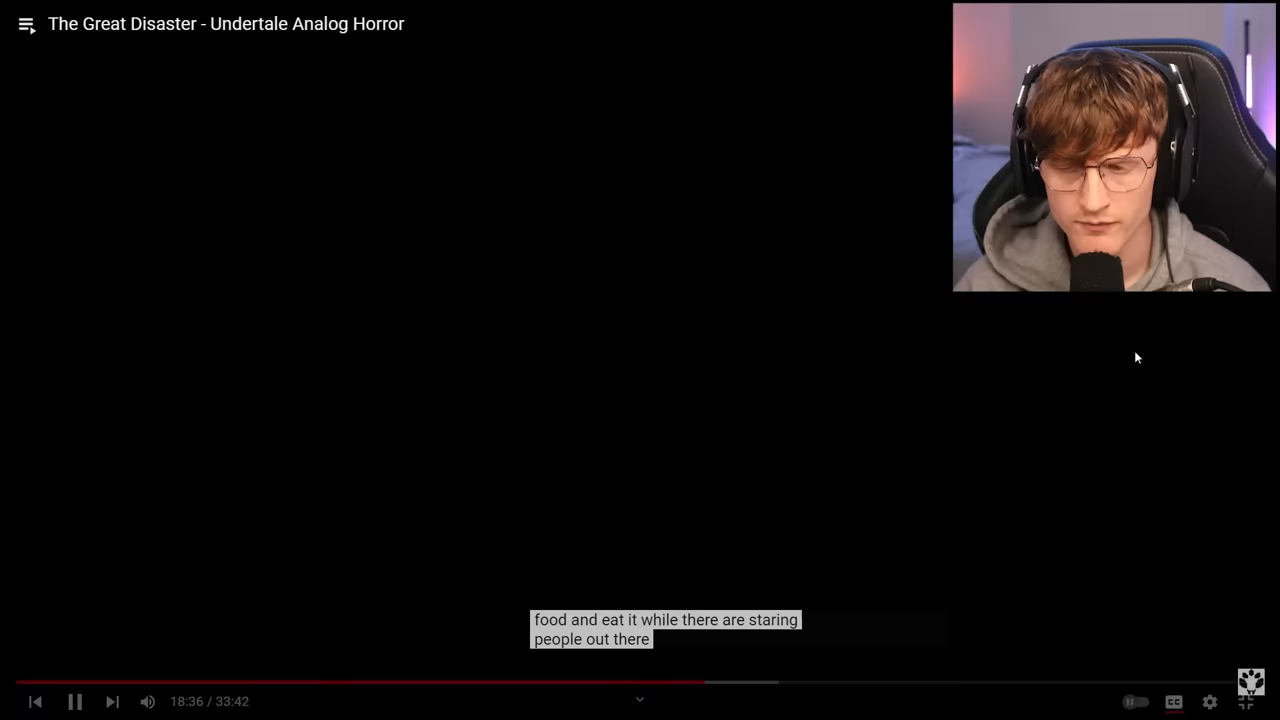 The Great Disaster - Undertale Analog Horror
food and eat it while there are staring
people out there
18:36 / 33:42
CC